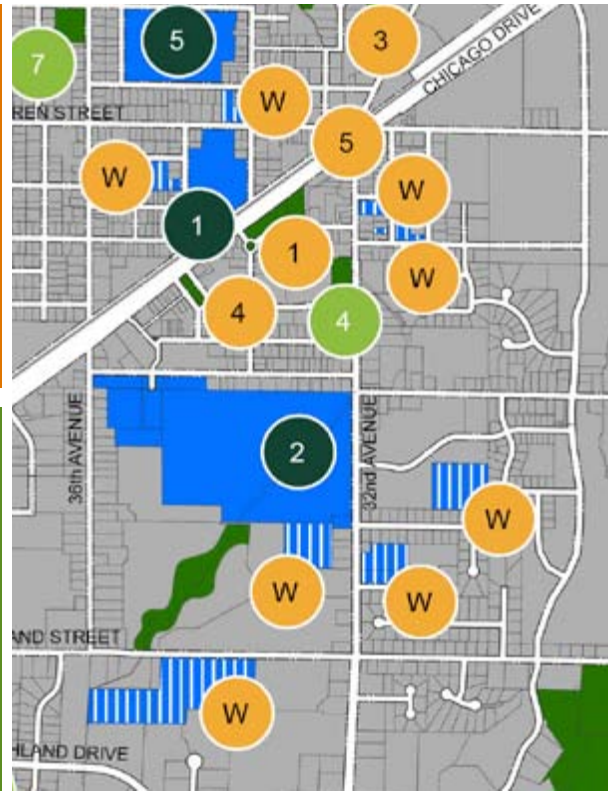 5
3
7
CHICAGO DRIVE
W
REN STREET
5
W
W
1
1
W
4
4
36th AVENUE
32nd AVENUE
2
W
W
W
AND STREET
W
HLAND DRIVE